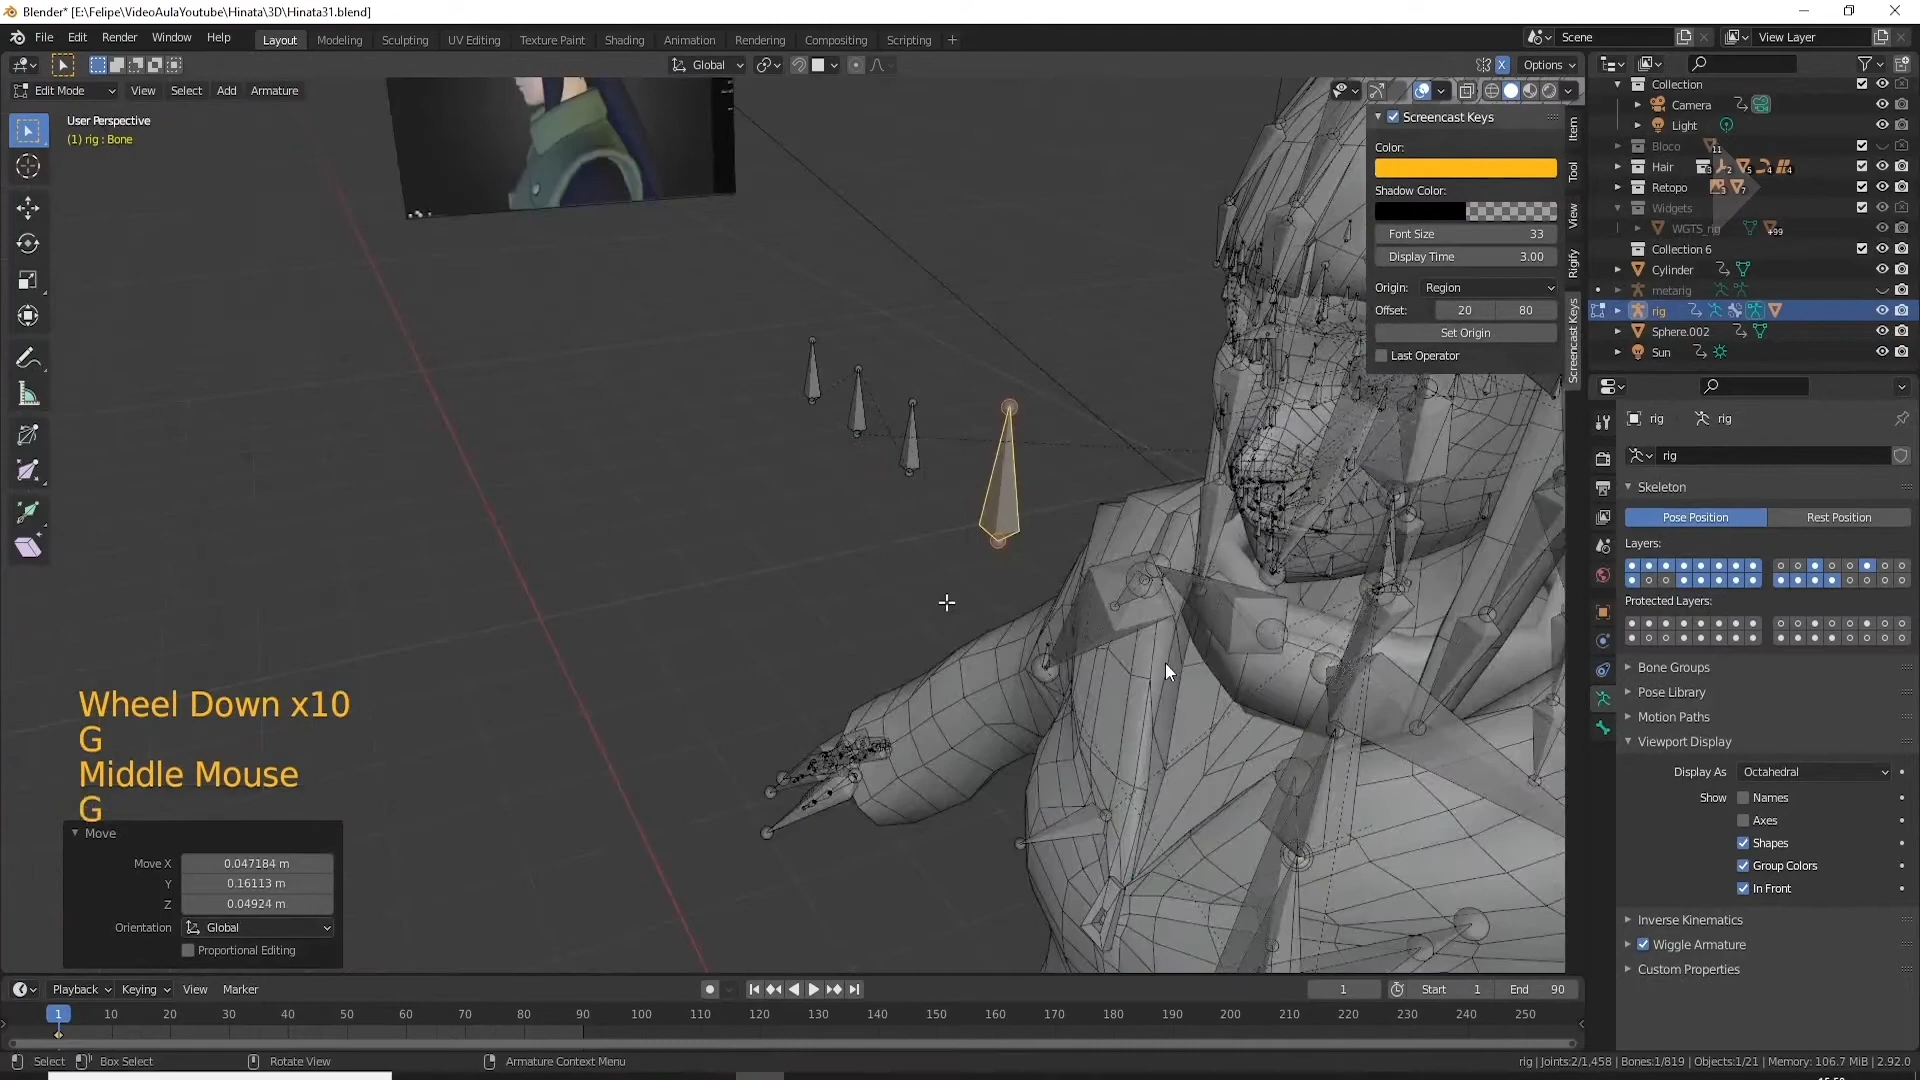 Blender* [E:\Felipe\VideoAulaYoutube\Hinata\3D\Hinata31.blend]
File Edit Render Window Help Layout Modeling Sculpting UV Editing Texture Paint Shading Animation Rendering Compositing Scripting + Scene View Layer
Global Options
Edit Mode View Select Add Armature
User Perspective
(1) rig : Bone
Screencast Keys
Color:
Shadow Color:
Font Size 33
Display Time 3.00
Origin: Region
Offset: 20 80
Set Origin
Last Operator
Item
Tool
View
Rigify
Screencast Keys
Collection
Camera
Light
Bloco 11
Hair 3 2 5 4 4
Retopo 3 7
Widgets
WGTS_rig +99
Collection 6
Cylinder
metarig
rig
Sphere.002
Sun
rig rig
rig
Skeleton
Pose Position Rest Position
Layers:
Protected Layers:
Bone Groups
Pose Library
Motion Paths
Viewport Display
Display As Octahedral
Show Names
Axes
Shapes
Group Colors
In Front
Inverse Kinematics
Wiggle Armature
Custom Properties
Wheel Down x10
G
Middle Mouse
G
Move
Move X 0.047184 m
Y 0.16113 m
Z 0.04924 m
Orientation Global
Proportional Editing
Playback Keying View Marker 1 Start 1 End 90
1 10 20 30 40 50 60 70 80 90 100 110 120 130 140 150 160 170 180 190 200 210 220 230 240 250
Select Box Select Rotate View Armature Context Menu rig | Joints:2/1,458 | Bones:1/819 | Objects:1/21 | Memory: 106.7 MiB | 2.92.0